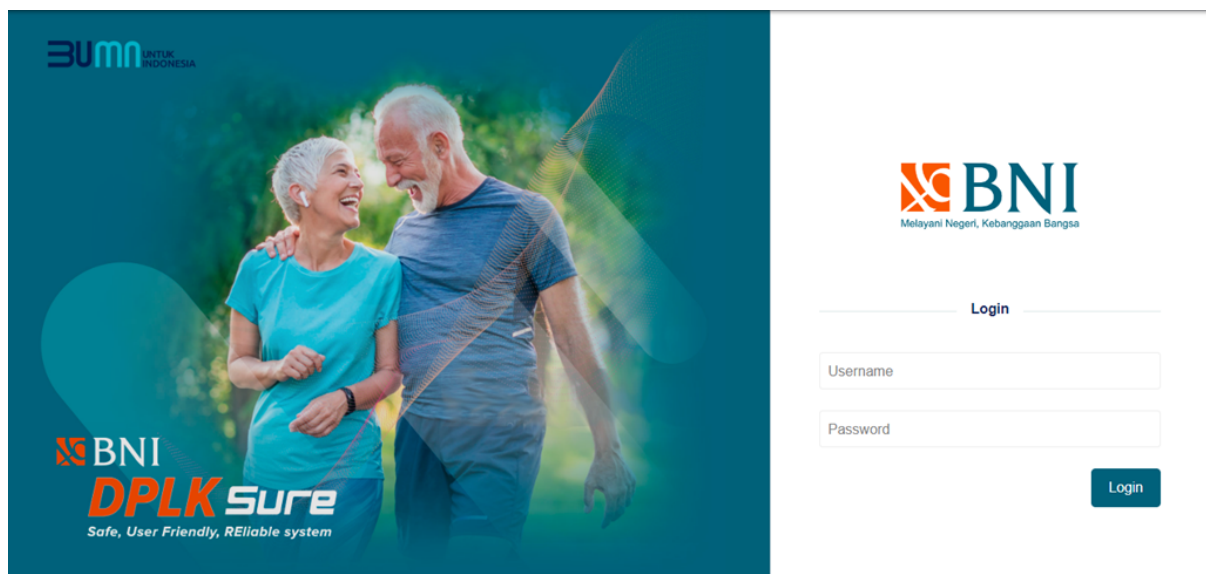 BUMN UNTUK
INDONESIA
BNI
DPLK Sure
Safe, User Friendly, REliable system
BNI
Melayani Negeri, Kebanggaan Bangsa
Login
Username
Password
Login